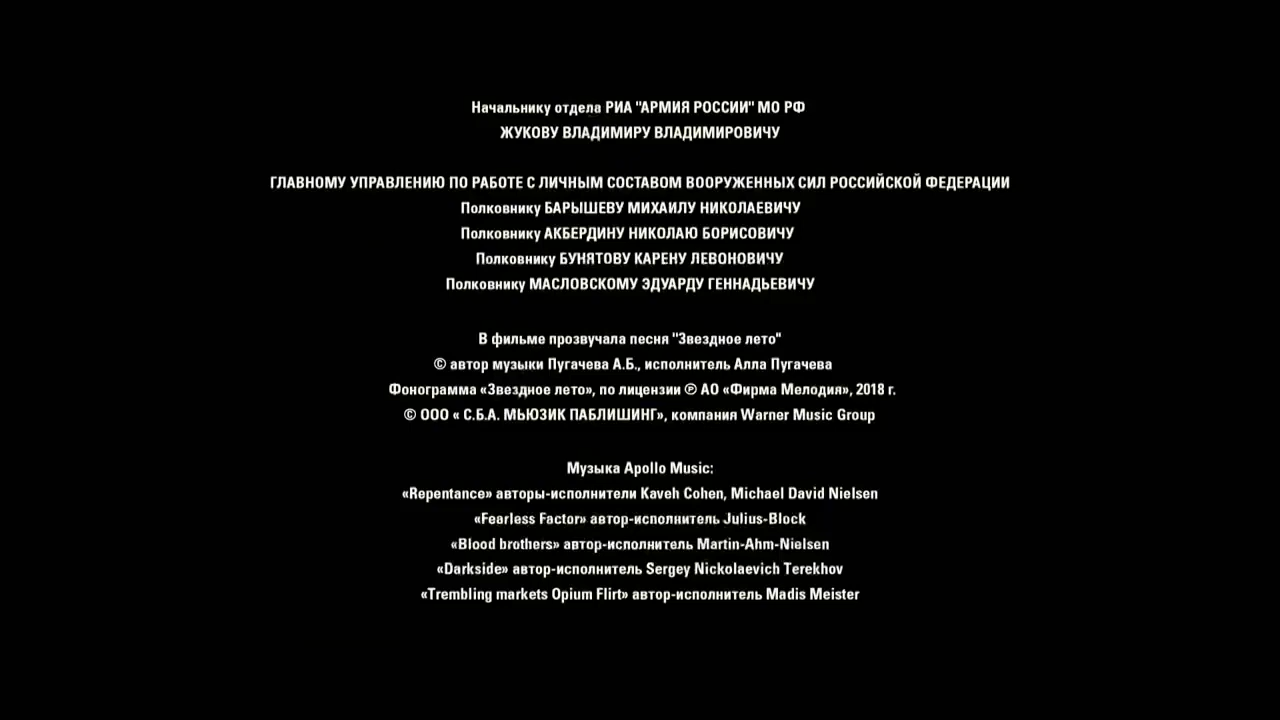 Начальнику отдела РИА "АРМИЯ РОССИИ" МО РФ
ЖУКОВУ ВЛАДИМИРУ ВЛАДИМИРОВИЧУ
ГЛАВНОМУ УПРАВЛЕНИЮ ПО РАБОТЕ С ЛИЧНЫМ СОСТАВОМ ВООРУЖЕННЫХ СИЛ РОССИЙСКОЙ ФЕДЕРАЦИИ
Полковнику БАРЫШЕВУ МИХАИЛУ НИКОЛАЕВИЧУ
Полковнику АКБЕРДИНУ НИКОЛАЮ БОРИСОВИЧУ
Полковнику БУНЯТОВУ КАРЕНУ ЛЕВОНОВИЧУ
Полковнику МАСЛОВСКОМУ ЭДУАРДУ ГЕННАДЬЕВИЧУ
В фильме прозвучала песня "Звездное лето"
© автор музыки Пугачева А.Б., исполнитель Алла Пугачева
Фонограмма «Звездное лето», по лицензии ℗ АО «Фирма Мелодия», 2018 г.
© ООО « С.Б.А. МЬЮЗИК ПАБЛИШИНГ», компания Warner Music Group
Музыка Apollo Music:
«Repentance» авторы-исполнители Kaveh Cohen, Michael David Nielsen
«Fearless Factor» автор-исполнитель Julius-Block
«Blood brothers» автор-исполнитель Martin-Ahm-Nielsen
«Darkside» автор-исполнитель Sergey Nickolaevich Terekhov
«Trembling markets Opium Flirt» автор-исполнитель Madis Meister